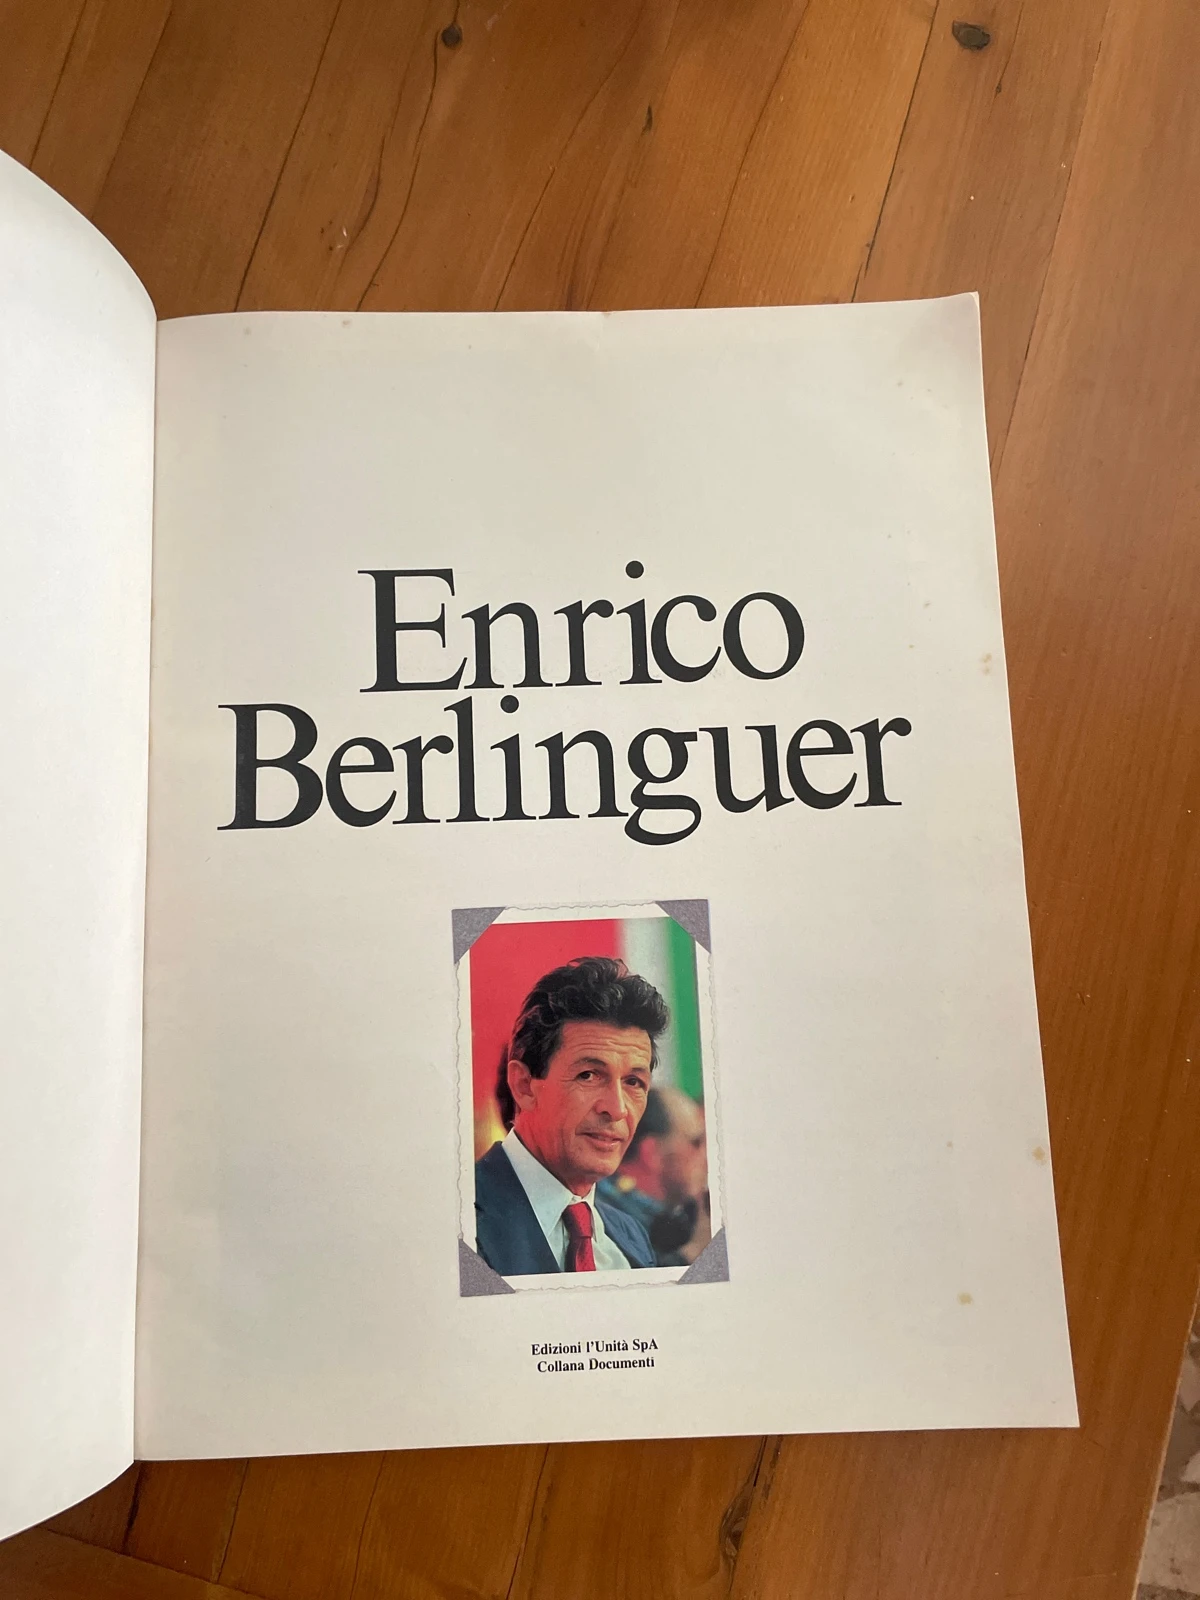 Enrico
Berlinguer
Edizioni l'Unità SpA
Collana Documenti